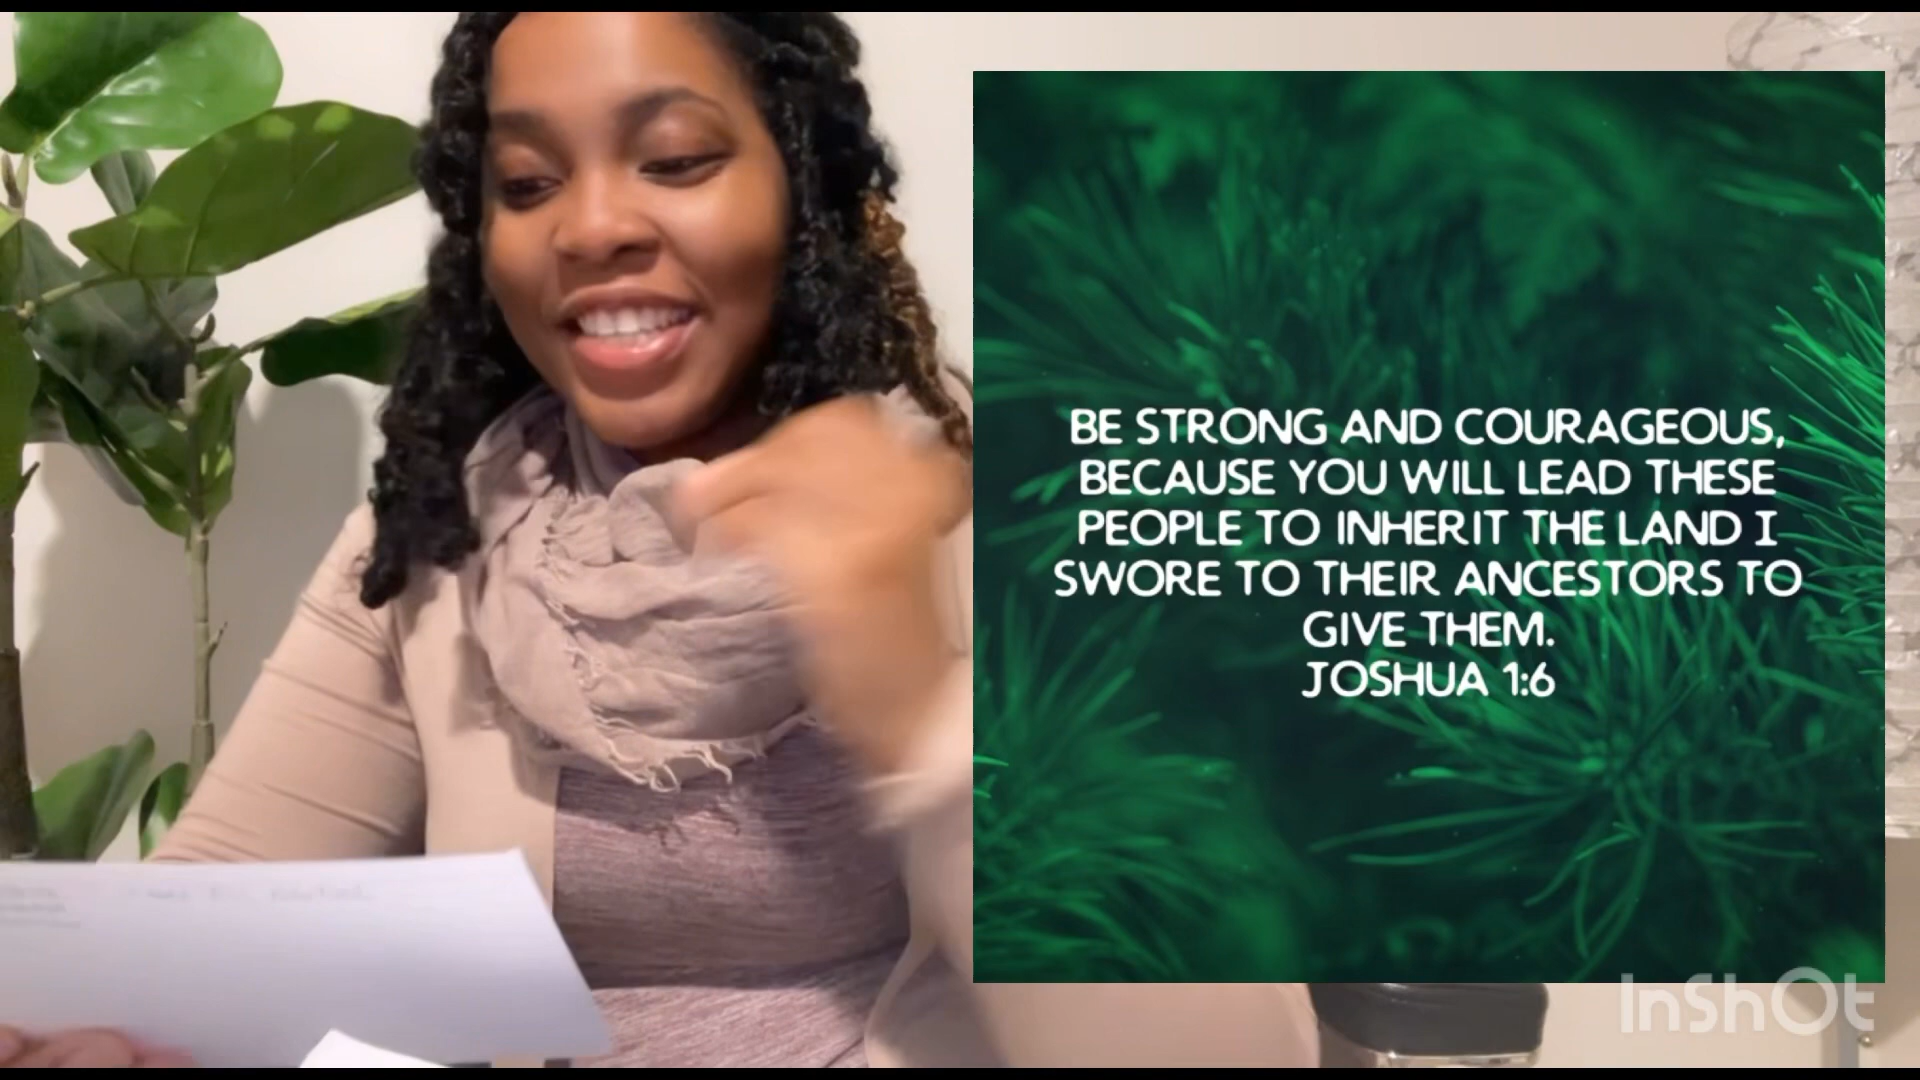 BE STRONG AND COURAGEOUS,
BECAUSE YOU WILL LEAD THESE
PEOPLE TO INHERIT THE LAND I
SWORE TO THEIR ANCESTORS TO
GIVE THEM.
JOSHUA 1:6
InShOt